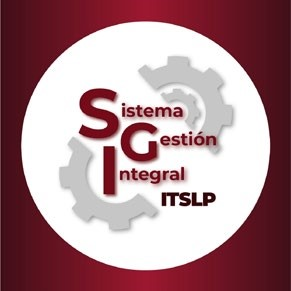 Sistema
Gestión
Integral
ITSLP